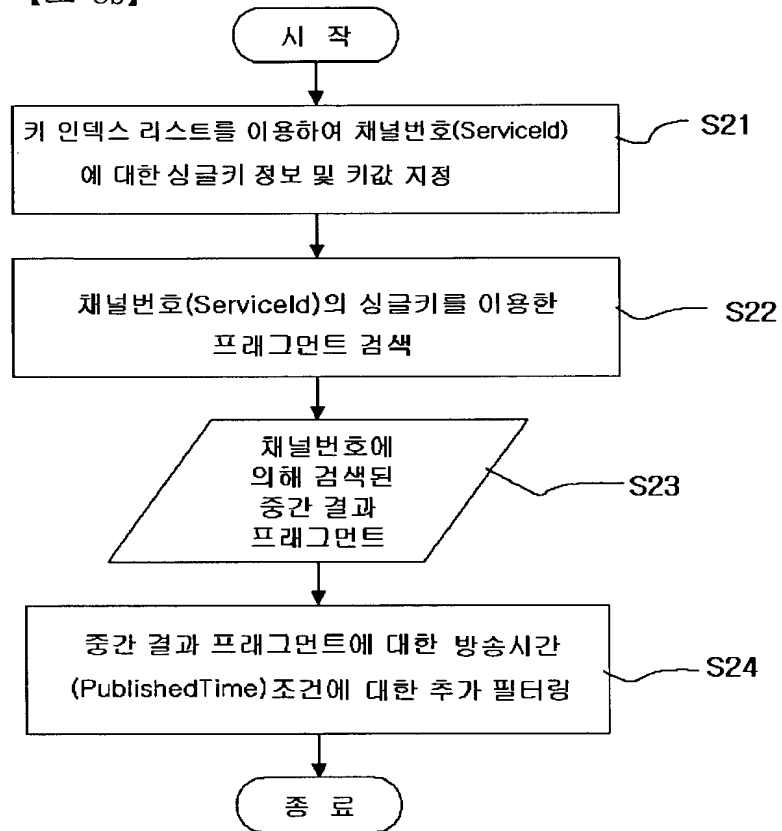 【도 3b】
시 작
키 인덱스 리스트를 이용하여 채널번호(ServiceId)
에 대한 싱글키 정보 및 키값 지정
S21
채널번호(ServiceId)의 싱글키를 이용한
프래그먼트 검색
S22
채널번호에
의해 검색된
중간 결과
프래그먼트
S23
중간 결과 프래그먼트에 대한 방송시간
(PublishedTime)조건에 대한 추가 필터링
S24
종 료